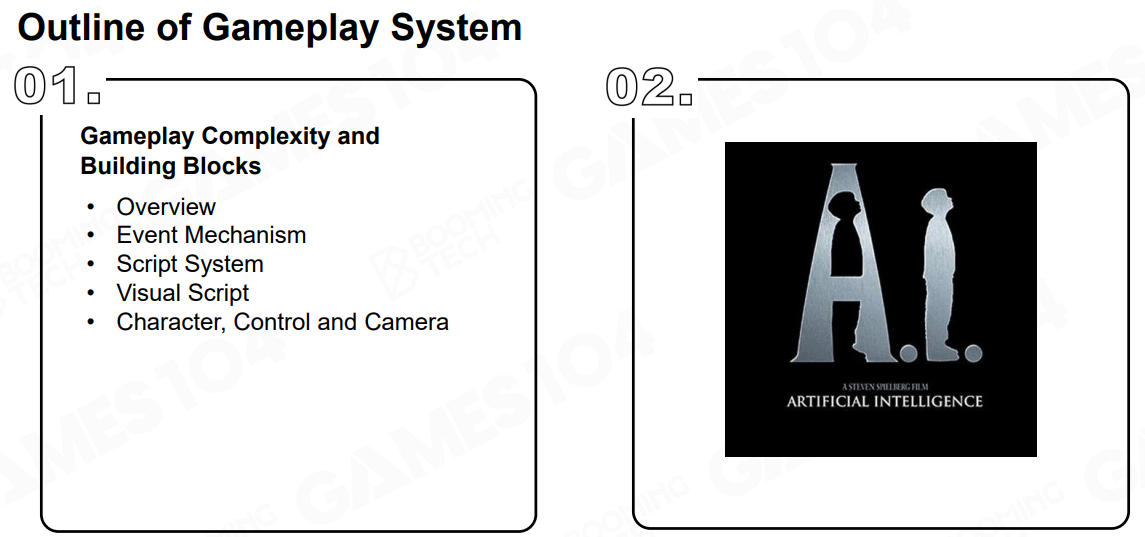 Outline of Gameplay System
01.
Gameplay Complexity and
Building Blocks
• Overview
• Event Mechanism
• Script System
• Visual Script
• Character, Control and Camera
02.
A.I.
A STEVEN SPIELBERG FILM
ARTIFICIAL INTELLIGENCE
GAMES104
BOOMING
TECH